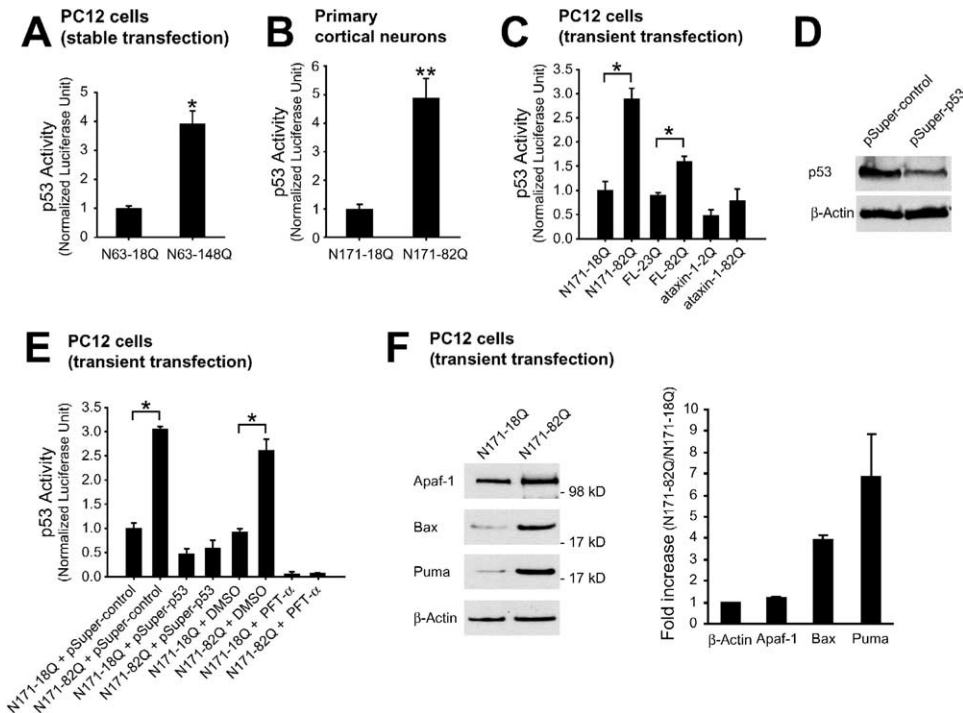 A
PC12 cells
(stable transfection)
p53 Activity
(Normalized Luciferase Unit)
5
4
3
2
1
0
*
N63-18Q
N63-148Q
B
Primary
cortical neurons
p53 Activity
(Normalized Luciferase Unit)
6
5
4
3
2
1
0
**
N171-18Q
N171-82Q
C
PC12 cells
(transient transfection)
p53 Activity
(Normalized Luciferase Unit)
3.5
3.0
2.5
2.0
1.5
1.0
0.5
0.0
*
*
N171-18Q
N171-82Q
FL-23Q
FL-82Q
ataxin-1-2Q
ataxin-1-82Q
D
pSuper-control
pSuper-p53
p53
β-Actin
E
PC12 cells
(transient transfection)
p53 Activity
(Normalized Luciferase Unit)
3.5
3.0
2.5
2.0
1.5
1.0
0.5
0.0
*
*
N171-18Q + pSuper-control
N171-82Q + pSuper-control
N171-18Q + pSuper-p53
N171-82Q + pSuper-p53
N171-18Q + DMSO
N171-82Q + DMSO
N171-18Q + PFT-α
N171-82Q + PFT-α
F
PC12 cells
(transient transfection)
N171-18Q
N171-82Q
Apaf-1
- 98 kD
Bax
- 17 kD
Puma
- 17 kD
β-Actin
Fold increase (N171-82Q/N171-18Q)
10
9
8
7
6
4
3
2
1
0
β-Actin
Apaf-1
Bax
Puma